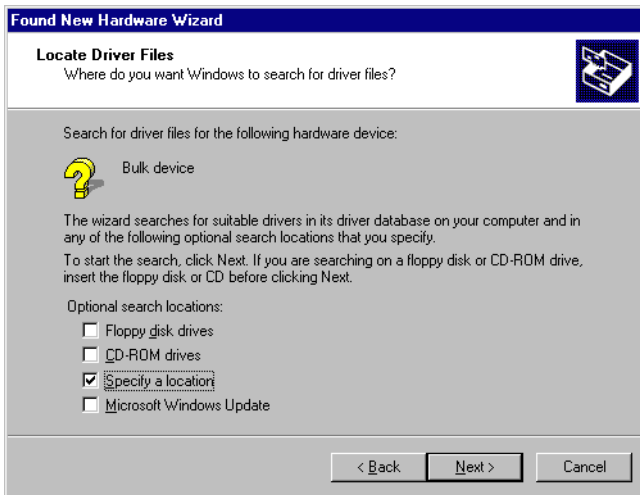 Found New Hardware Wizard
Locate Driver Files
Where do you want Windows to search for driver files?
Search for driver files for the following hardware device:
Bulk device
The wizard searches for suitable drivers in its driver database on your computer and in
any of the following optional search locations that you specify.
To start the search, click Next. If you are searching on a floppy disk or CD-ROM drive,
insert the floppy disk or CD before clicking Next.
Optional search locations:
Floppy disk drives
CD-ROM drives
Specify a location
Microsoft Windows Update
< Back Next > Cancel